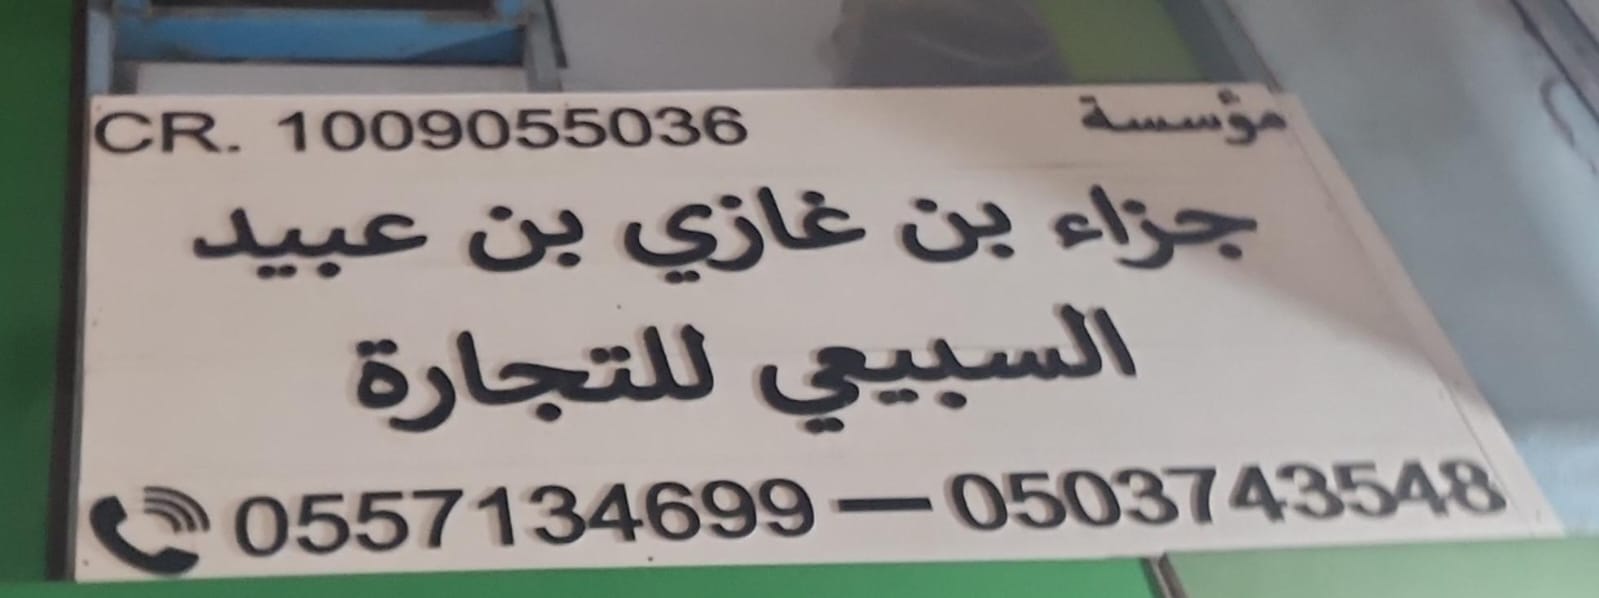 مؤسسة CR. 1009055036
جزاء بن غازي بن عبيد
السبيعي للتجارة
0557134699 — 0503743548